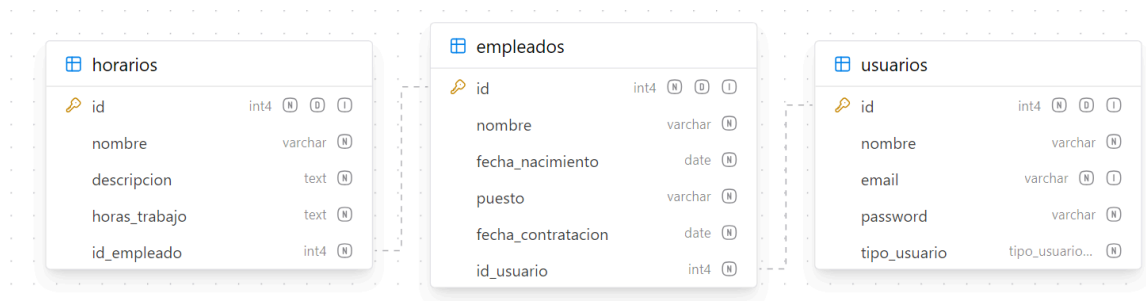 horarios
id int4 N D I
nombre varchar N
descripcion text N
horas_trabajo text N
id_empleado int4 N
empleados
id int4 N D I
nombre varchar N
fecha_nacimiento date N
puesto varchar N
fecha_contratacion date N
id_usuario int4 N
usuarios
id int4 N D I
nombre varchar N
email varchar N I
password varchar N
tipo_usuario tipo_usuario... N